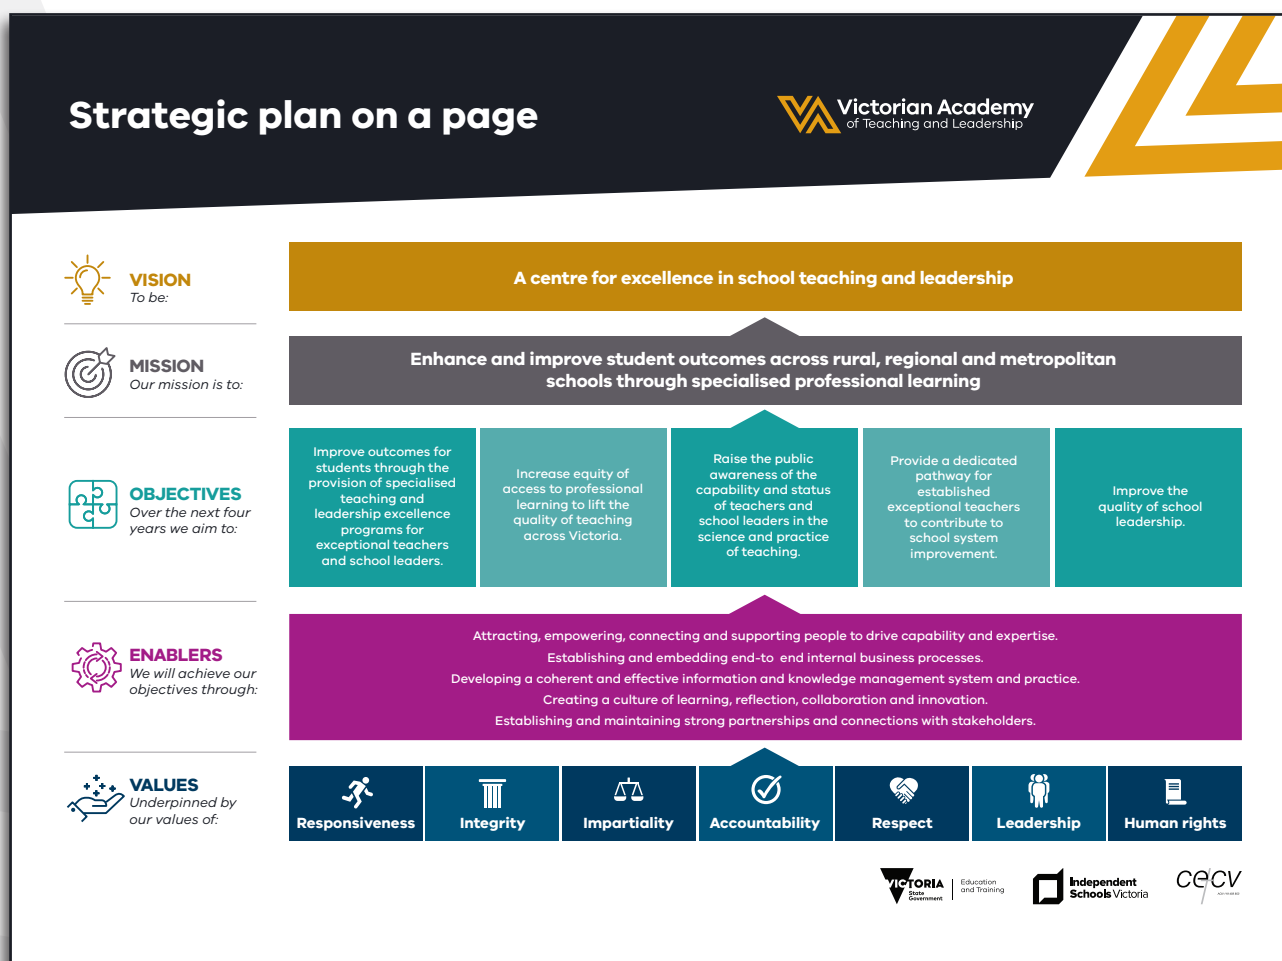 Strategic plan on a page
Victorian Academy
of Teaching and Leadership
VISION
To be:
A centre for excellence in school teaching and leadership
MISSION
Our mission is to:
Enhance and improve student outcomes across rural, regional and metropolitan
schools through specialised professional learning
OBJECTIVES
Over the next four
years we aim to:
Improve outcomes for
students through the
provision of specialised
teaching and
leadership excellence
programs for
exceptional teachers
and school leaders.
Increase equity of
access to professional
learning to lift the
quality of teaching
across Victoria.
Raise the public
awareness of the
capability and status
of teachers and
school leaders in the
science and practice
of teaching.
Provide a dedicated
pathway for
established
exceptional teachers
to contribute to
school system
improvement.
Improve the
quality of school
leadership.
ENABLERS
We will achieve our
objectives through:
Attracting, empowering, connecting and supporting people to drive capability and expertise.
Establishing and embedding end-to end internal business processes.
Developing a coherent and effective information and knowledge management system and practice.
Creating a culture of learning, reflection, collaboration and innovation.
Establishing and maintaining strong partnerships and connections with stakeholders.
VALUES
Underpinned by
our values of:
Responsiveness
Integrity
Impartiality
Accountability
Respect
Leadership
Human rights
VICTORIA
State
Government
Education
and Training
Independent
Schools Victoria
cecv